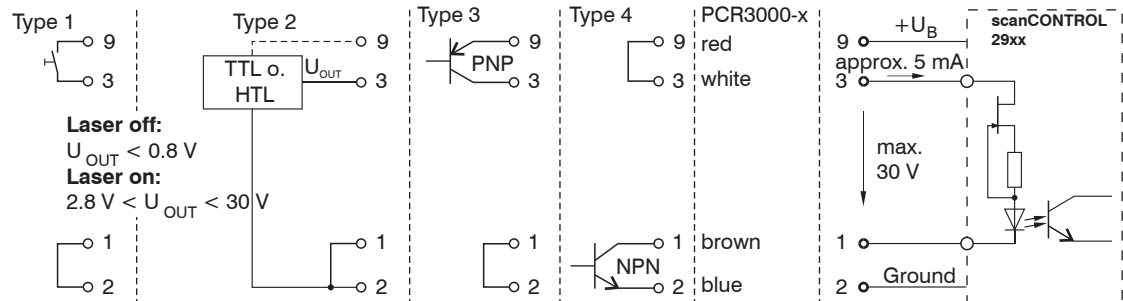 Type 1
9
3
Laser off:
U OUT < 0.8 V
Laser on:
2.8 V < U OUT < 30 V
1
2
Type 2
9
TTL o.
HTL
UOUT
3
1
2
Type 3
9
PNP
3
1
2
Type 4
9
3
1
NPN
2
PCR3000-x
red
white
brown
blue
9
+UB
approx. 5 mA
3
max.
30 V
1
2
Ground
scanCONTROL
29xx